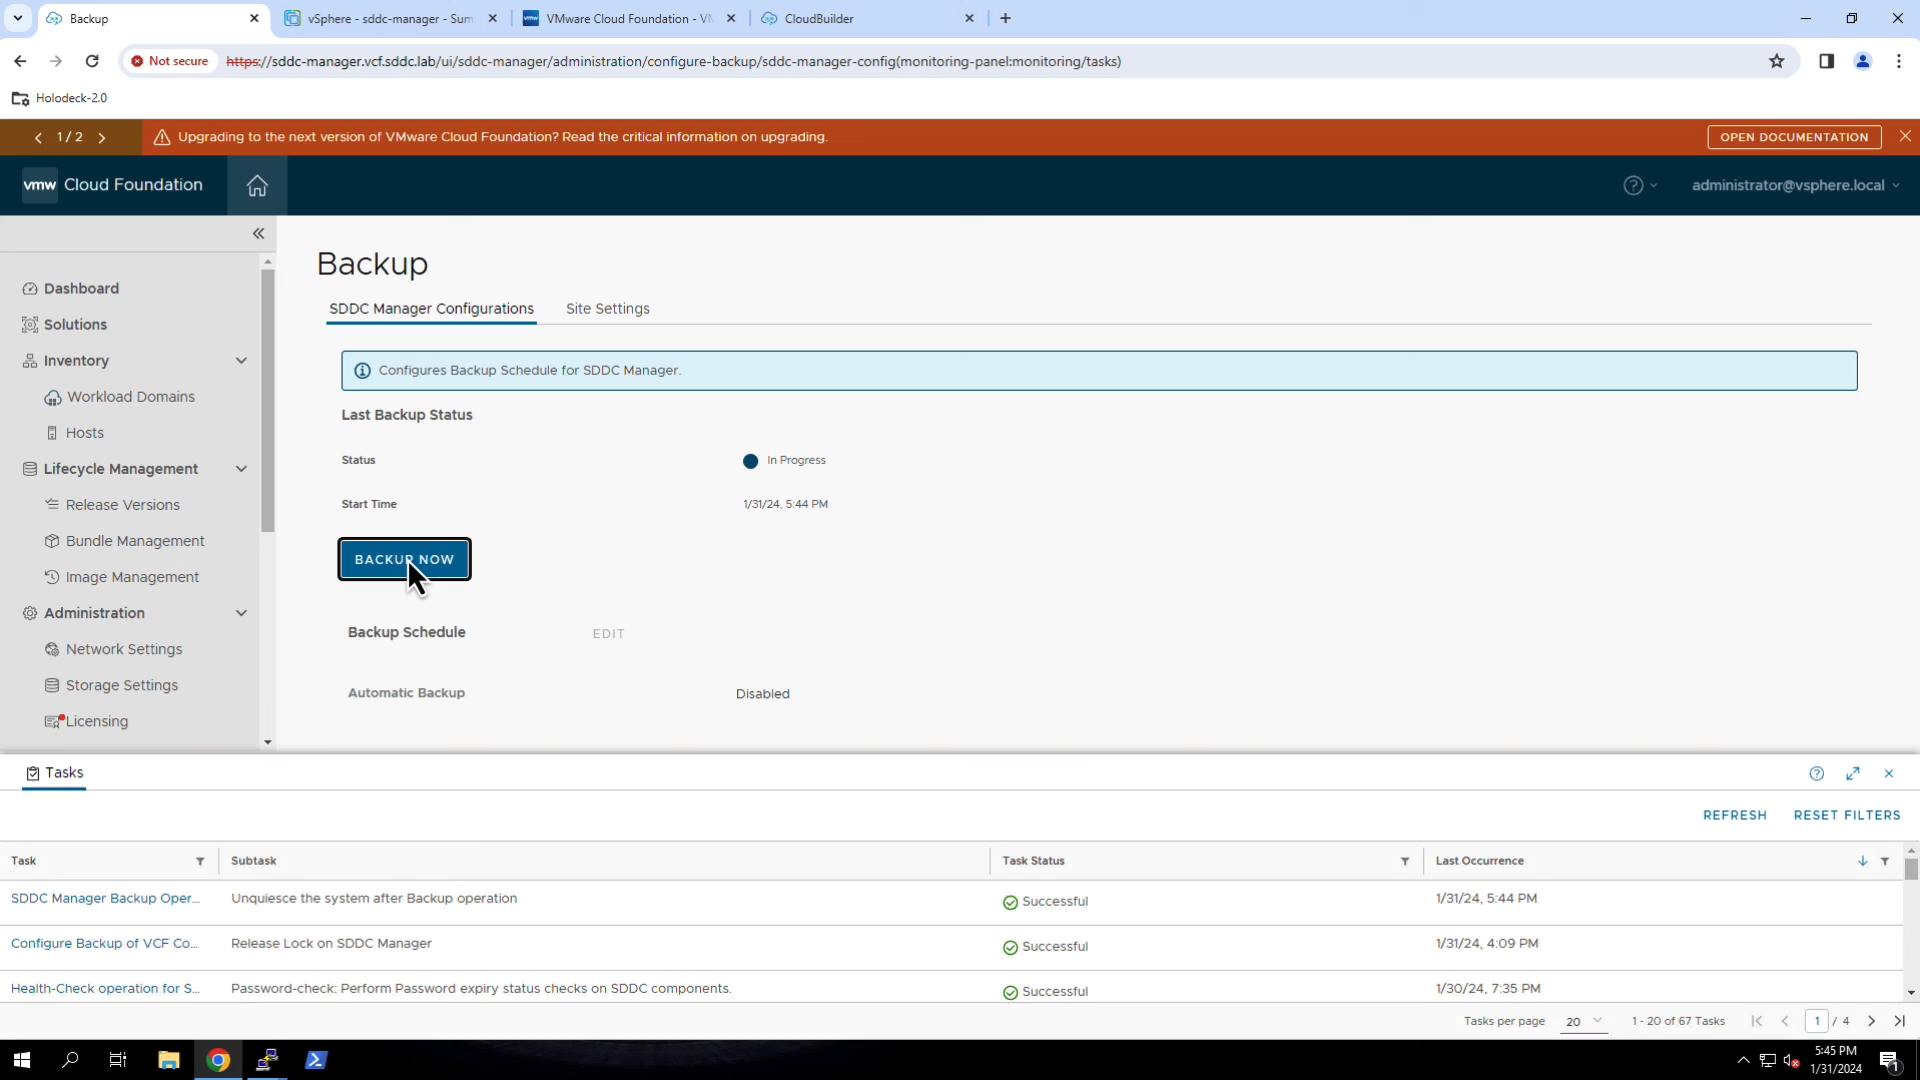 Backup
vSphere - sddc-manager - Sum
VMware Cloud Foundation - VM
CloudBuilder
Not secure
https://sddc-manager.vcf.sddc.lab/ui/sddc-manager/administration/configure-backup/sddc-manager-config(monitoring-panel:monitoring/tasks)
Holodeck-2.0
1 / 2
Upgrading to the next version of VMware Cloud Foundation? Read the critical information on upgrading.
OPEN DOCUMENTATION
vmw Cloud Foundation
administrator@vsphere.local
Dashboard
Solutions
Inventory
Workload Domains
Hosts
Lifecycle Management
Release Versions
Bundle Management
Image Management
Administration
Network Settings
Storage Settings
Licensing
Backup
SDDC Manager Configurations
Site Settings
Configures Backup Schedule for SDDC Manager.
Last Backup Status
Status
In Progress
Start Time
1/31/24, 5:44 PM
BACKUP NOW
Backup Schedule
EDIT
Automatic Backup
Disabled
Tasks
REFRESH
RESET FILTERS
Task
Subtask
Task Status
Last Occurrence
SDDC Manager Backup Oper...
Unquiesce the system after Backup operation
Successful
1/31/24, 5:44 PM
Configure Backup of VCF Co...
Release Lock on SDDC Manager
Successful
1/31/24, 4:09 PM
Health-Check operation for S...
Password-check: Perform Password expiry status checks on SDDC components.
Successful
1/30/24, 7:35 PM
Tasks per page
20
1 - 20 of 67 Tasks
1 / 4
5:45 PM
1/31/2024
1